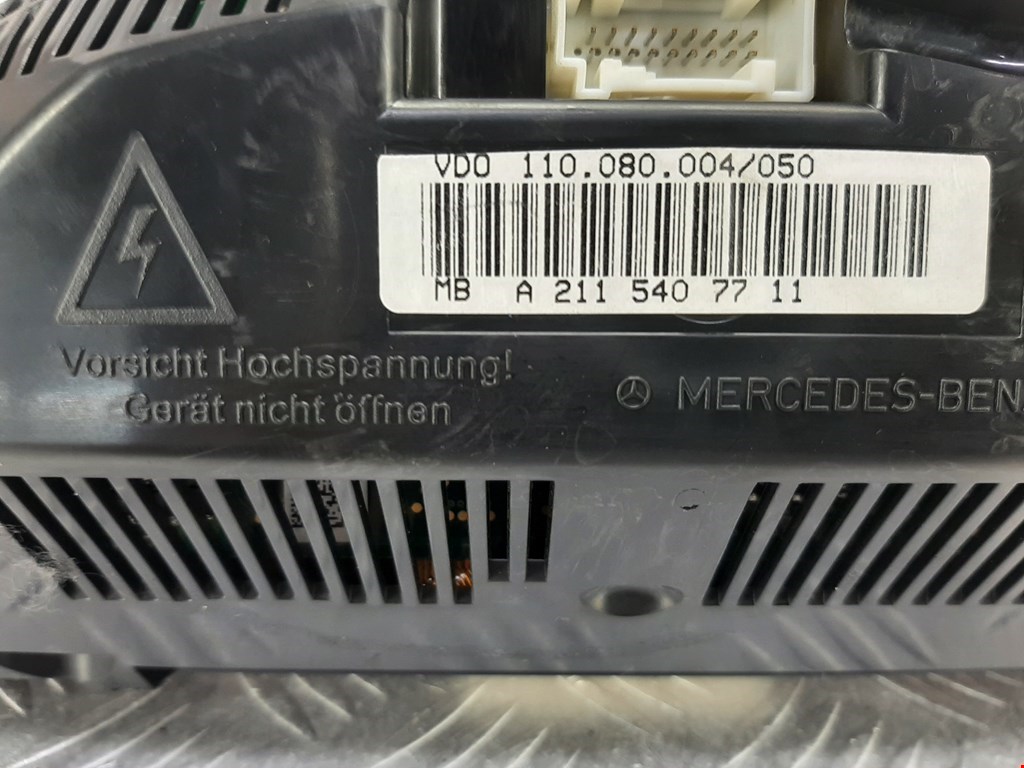 VDO 110.080.004/050
MB A 211 540 77 11
Vorsicht Hochspannung!
Gerät nicht öffnen
MERCEDES-BEN